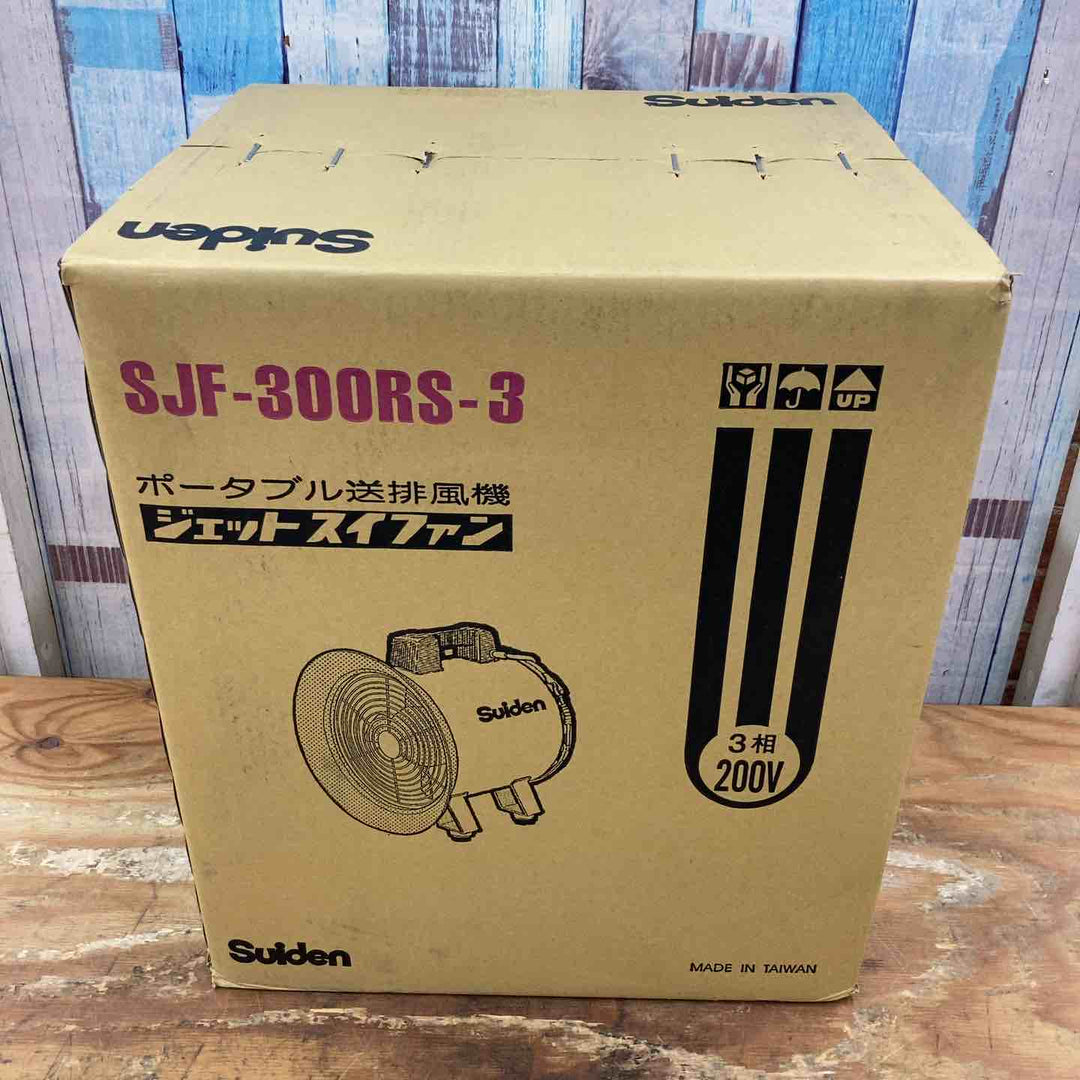 Suiden
Suiden
SJF-300RS-3
UP
ポータブル送排風機
ジェットスイファン
Suiden
3相
200V
Suiden
MADE IN TAIWAN